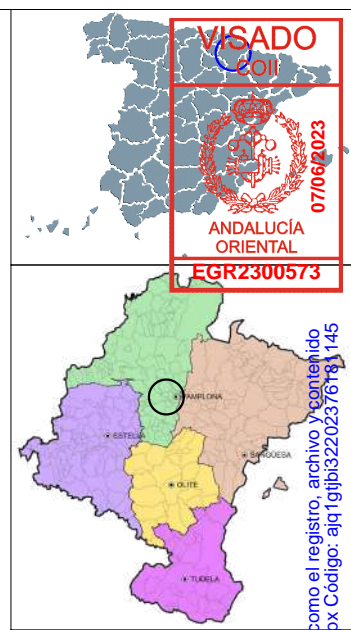 VISADO
COII
07/06/2023
ANDALUCÍA
ORIENTAL
EGR2300573
PAMPLONA
ESTELLA
SANGÜESA
OLITE
TUDELA
como el registro, archivo y contenido
ox Código: ajq1gtjbl32202376181145